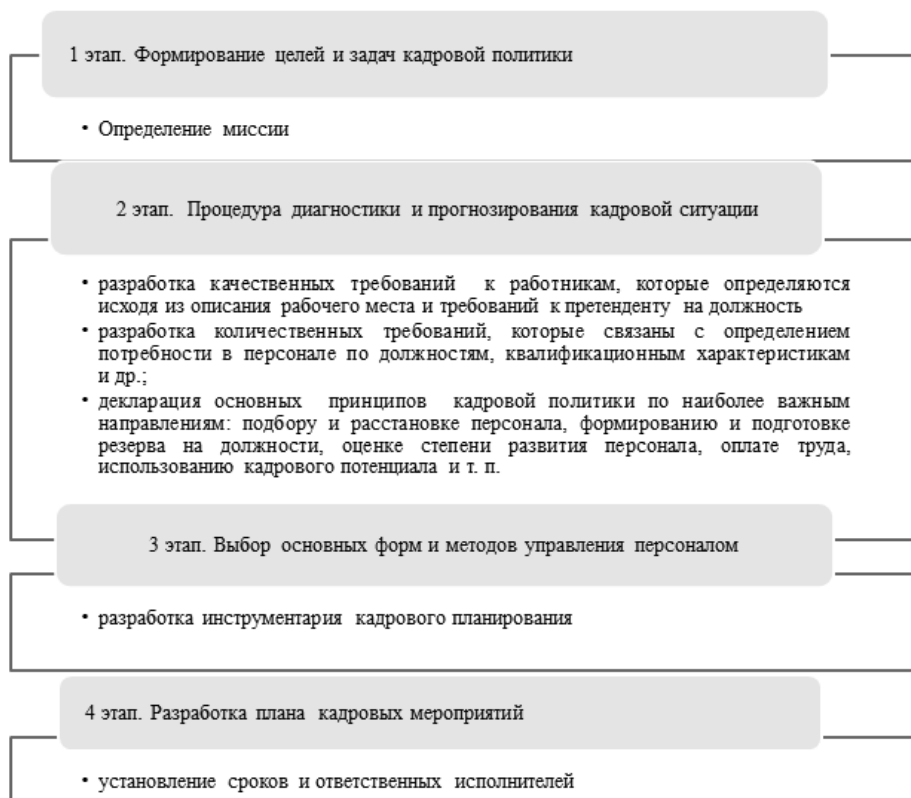 1 этап. Формирование целей и задач кадровой политики
• Определение миссии
2 этап. Процедура диагностики и прогнозирования кадровой ситуации
• разработка качественных требований к работникам, которые определяются
исходя из описания рабочего места и требований к претенденту на должность
• разработка количественных требований, которые связаны с определением
потребности в персонале по должностям, квалификационным характеристикам
и др.;
• декларация основных принципов кадровой политики по наиболее важным
направлениям: подбору и расстановке персонала, формированию и подготовке
резерва на должности, оценке степени развития персонала, оплате труда,
использованию кадрового потенциала и т. п.
3 этап. Выбор основных форм и методов управления персоналом
• разработка инструментария кадрового планирования
4 этап. Разработка плана кадровых мероприятий
• установление сроков и ответственных исполнителей